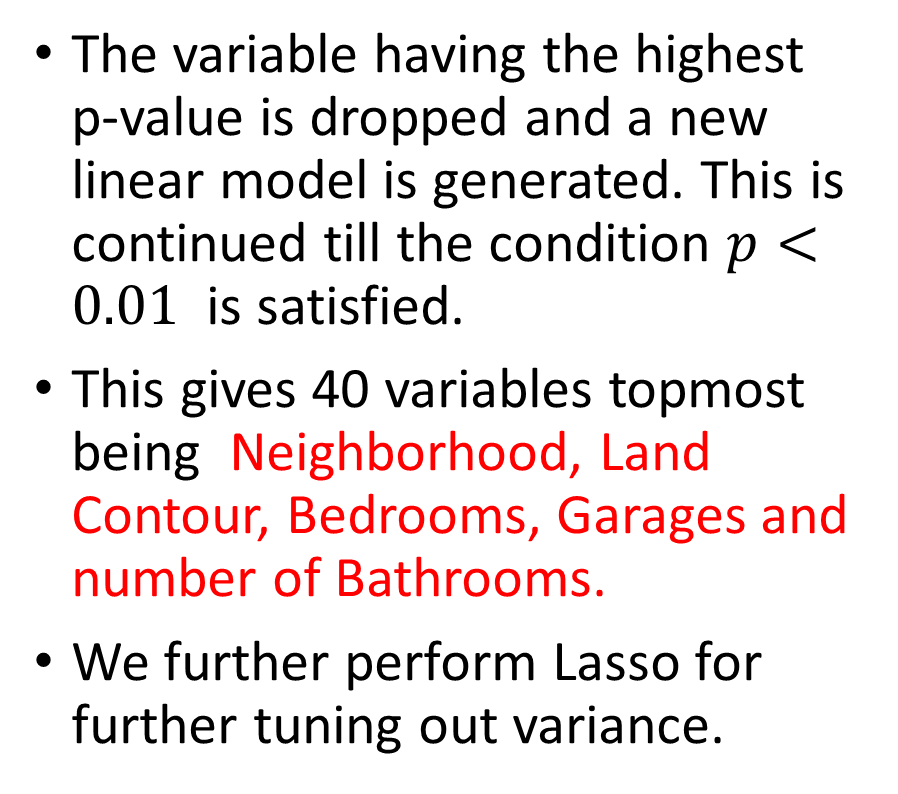 • The variable having the highest
p-value is dropped and a new
linear model is generated. This is
continued till the condition p <
0.01 is satisfied.
• This gives 40 variables topmost
being Neighborhood, Land
Contour, Bedrooms, Garages and
number of Bathrooms.
• We further perform Lasso for
further tuning out variance.